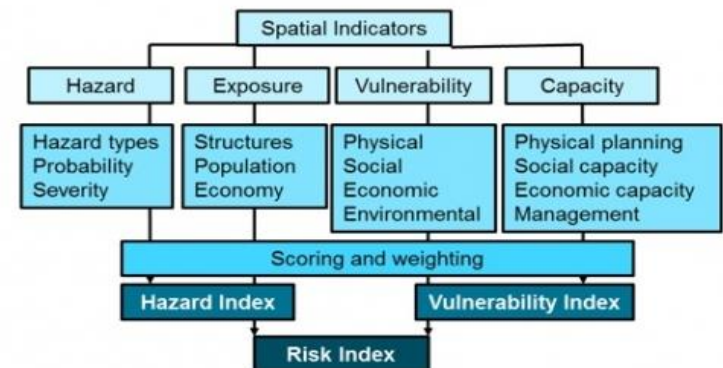 Spatial Indicators
Hazard
Exposure
Vulnerability
Capacity
Hazard types
Probability
Severity
Structures
Population
Economy
Physical
Social
Economic
Environmental
Physical planning
Social capacity
Economic capacity
Management
Scoring and weighting
Hazard Index
Vulnerability Index
Risk Index